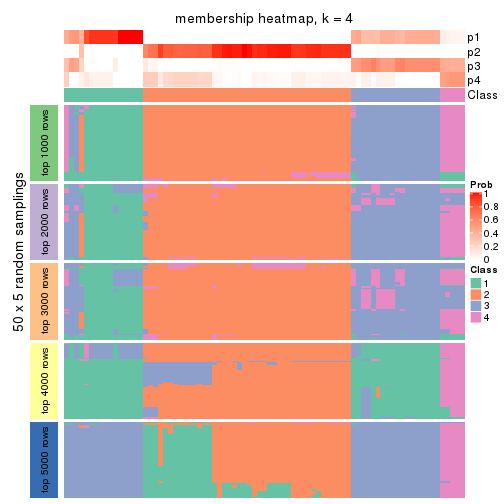 membership heatmap, k = 4
p1
p2
p3
p4
Class
50 x 5 random samplings
top 1000 rows
top 2000 rows
top 3000 rows
top 4000 rows
top 5000 rows
Prob
1
0.8
0.6
0.4
0.2
0
Class
1
2
3
4